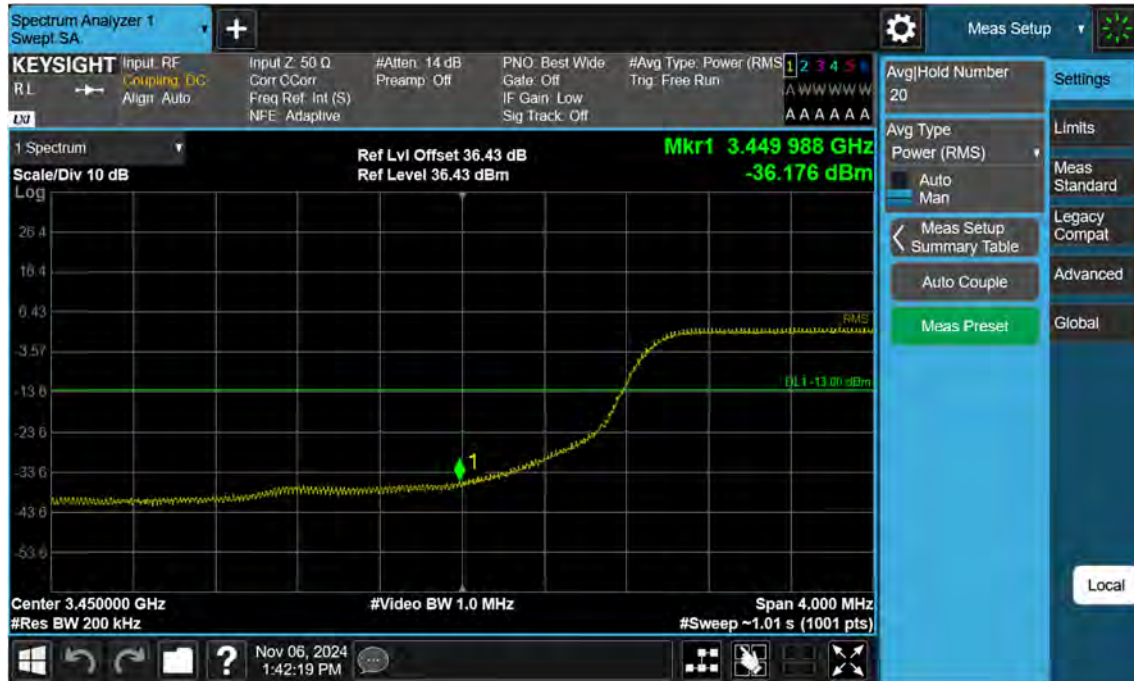 Spectrum Analyzer 1
Swept SA
Meas Setup
KEYSIGHT
RL
LXI
Input: RF
Coupling: DC
Align: Auto
Input Z: 50 Ω
Corr CCorr
Freq Ref: Int (S)
NFE: Adaptive
#Atten: 14 dB
Preamp: Off
PNO: Best Wide
Gate: Off
IF Gain: Low
Sig Track: Off
#Avg Type: Power (RMS)
Trig: Free Run
1 2 3 4 5 6
A W W W W W
A A A A A A
1 Spectrum
Scale/Div 10 dB
Ref Lvl Offset 36.43 dB
Ref Level 36.43 dBm
Mkr1 3.449 988 GHz
-36.176 dBm
Log
26.4
16.4
6.43
-3.57
-13.6
-23.6
-33.6
-43.6
-53.6
RMS
DL1 -13.00 dBm
1
Center 3.450000 GHz
#Res BW 200 kHz
#Video BW 1.0 MHz
Span 4.000 MHz
#Sweep ~1.01 s (1001 pts)
Avg|Hold Number
20
Avg Type
Power (RMS)
Auto
Man
Meas Setup
Summary Table
Auto Couple
Meas Preset
Settings
Limits
Meas
Standard
Legacy
Compat
Advanced
Global
Local
?
Nov 06, 2024
1:42:19 PM